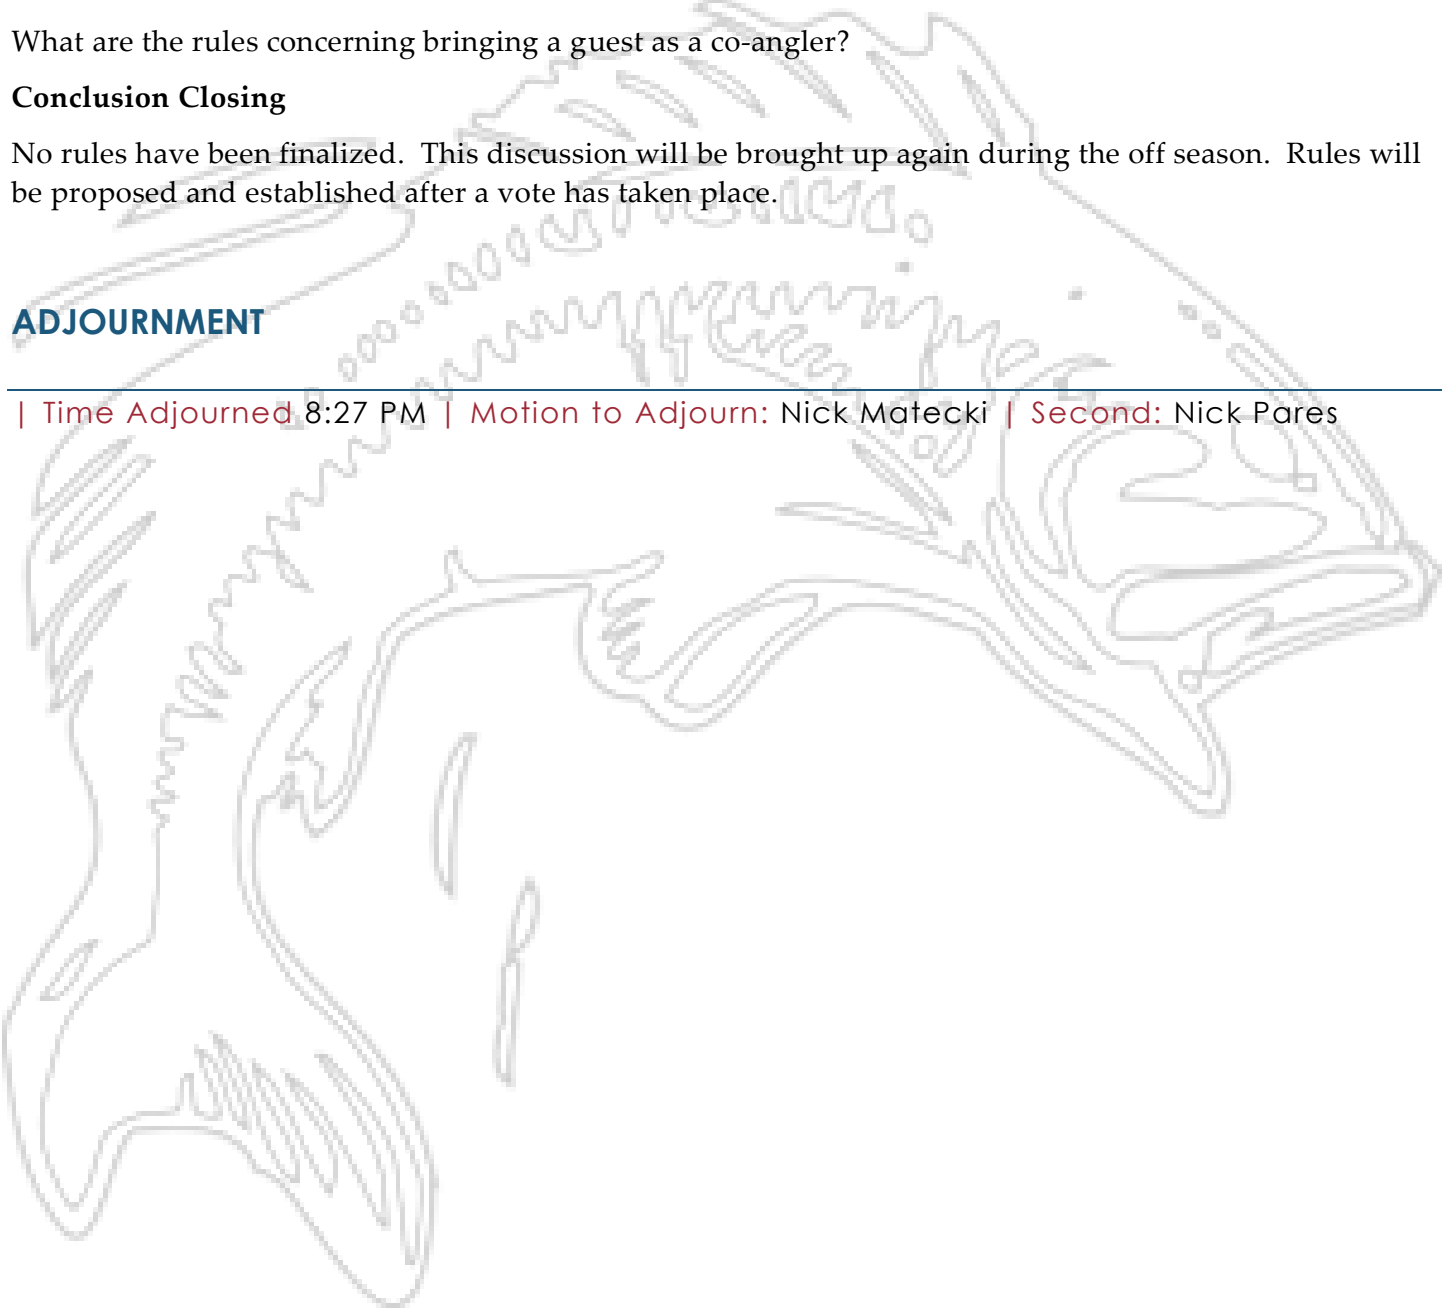 What are the rules concerning bringing a guest as a co-angler?
Conclusion Closing
No rules have been finalized.  This discussion will be brought up again during the off season.  Rules will
be proposed and established after a vote has taken place.
ADJOURNMENT
| Time Adjourned 8:27 PM | Motion to Adjourn: Nick Matecki | Second: Nick Pares